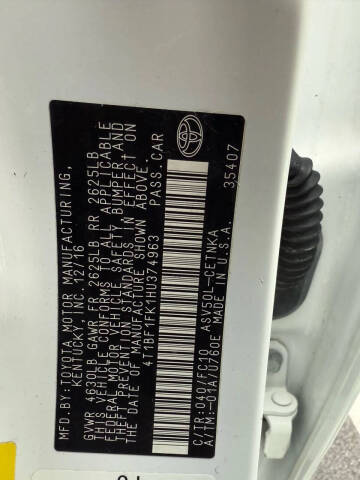 MFD. BY: TOYOTA MOTOR MANUFACTURING,
KENTUCKY, INC. 12/16
GVWR 4630LB GAWR FR 2625LB RR 2625LB
THIS VEHICLE CONFORMS TO ALL APPLICABLE
FEDERAL MOTOR VEHICLE SAFETY, BUMPER, AND
THEFT PREVENTION STANDARDS IN EFFECT ON
THE DATE OF MANUFACTURE SHOWN ABOVE.
4T1BF1FK1HU374963 PASS.CAR
C/TR:040/FC10 ASV50L-CETNKA
A/TM:-01A/U760E MADE IN U.S.A.
35407
TOYOTA